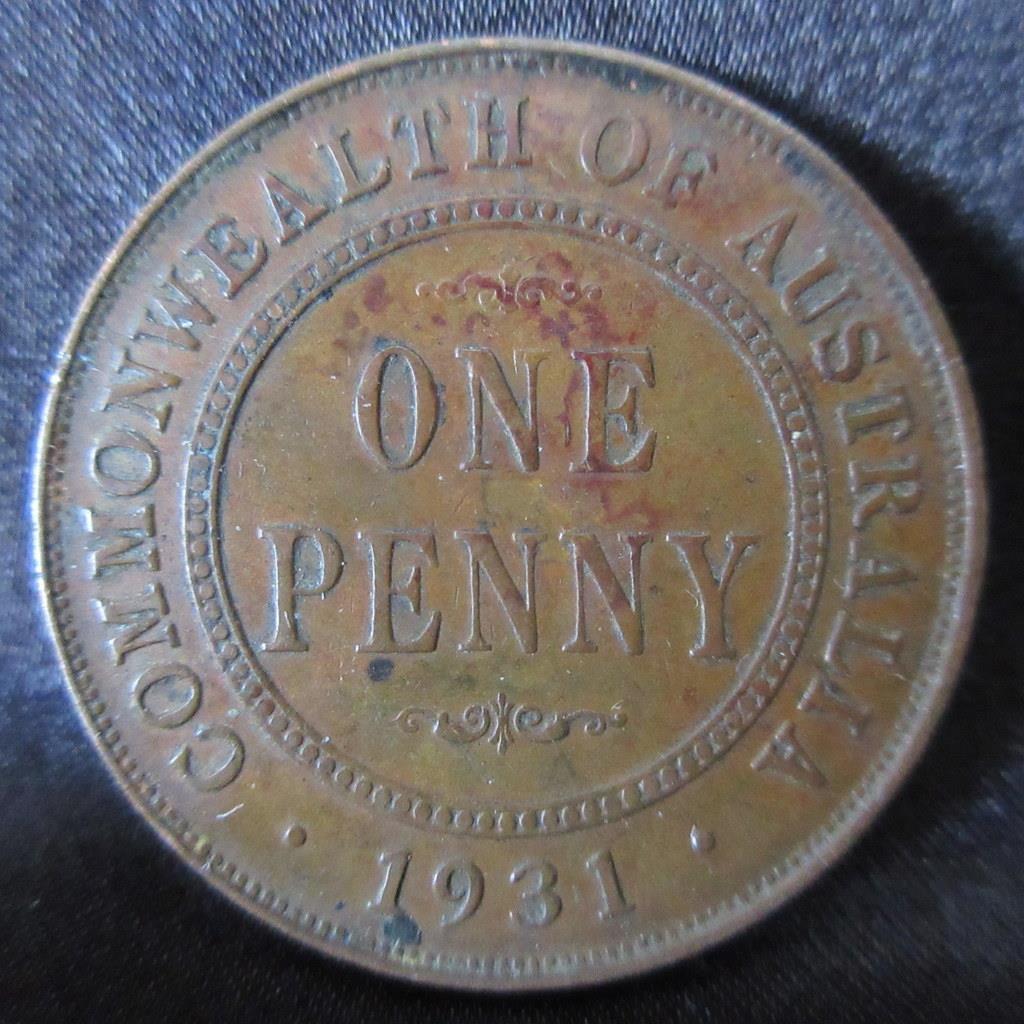 COMMONWEALTH OF AUSTRALIA
ONE
PENNY
· 1931 ·